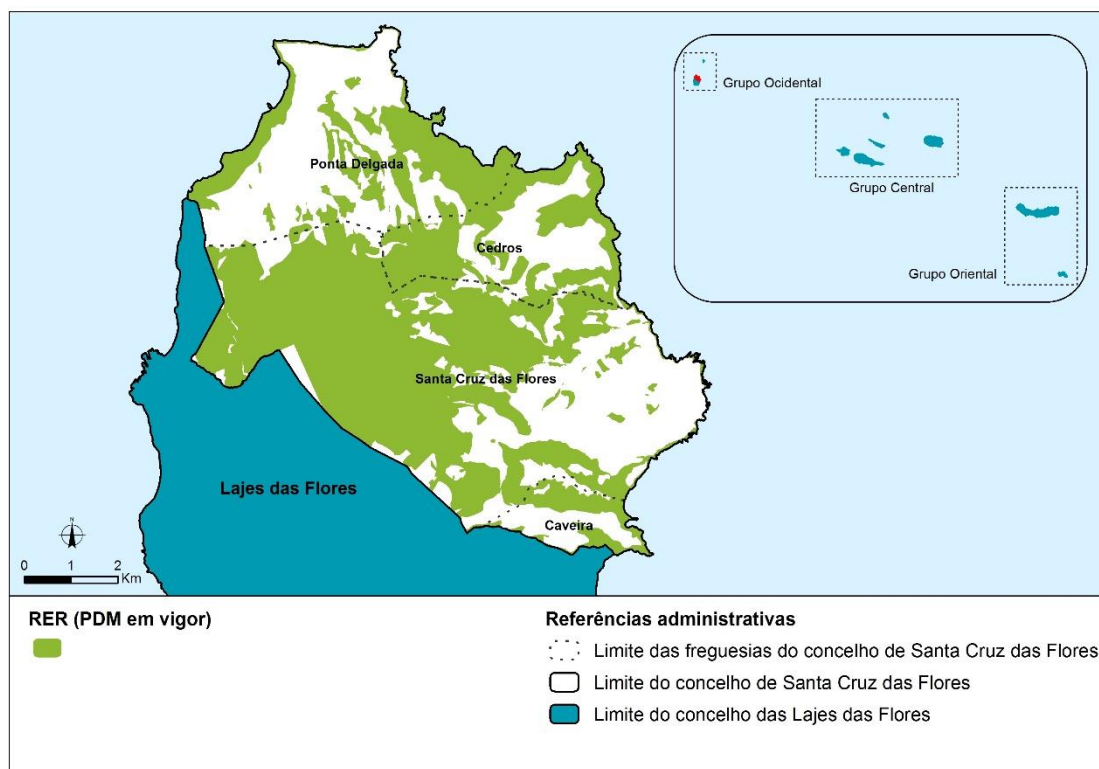 Grupo Ocidental
Grupo Central
Grupo Oriental
Ponta Delgada
Cedros
Santa Cruz das Flores
Lajes das Flores
Caveira
N
0 1 2
Km
RER (PDM em vigor)
Referências administrativas
Limite das freguesias do concelho de Santa Cruz das Flores
Limite do concelho de Santa Cruz das Flores
Limite do concelho das Lajes das Flores